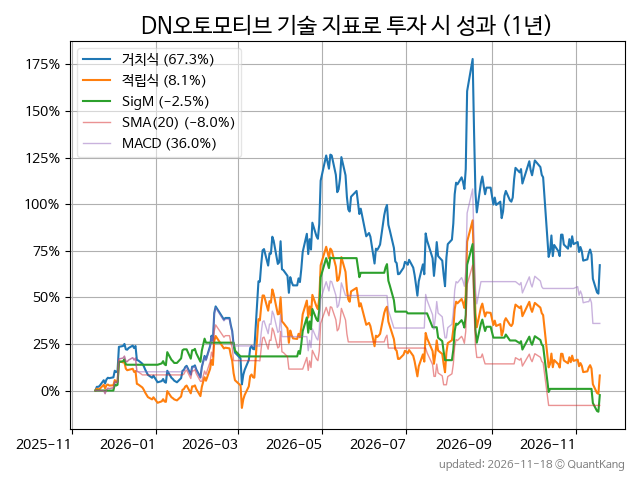 DN오토모티브 기술 지표로 투자 시 성과 (1년)
거치식 (67.3%)
적립식 (8.1%)
SigM (−2.5%)
SMA(20) (−8.0%)
MACD (36.0%)
175%
150%
125%
100%
75%
50%
25%
0%
2025-11
2026-01
2026-03
2026-05
2026-07
2026-09
2026-11
updated: 2026-11-18 © QuantKang